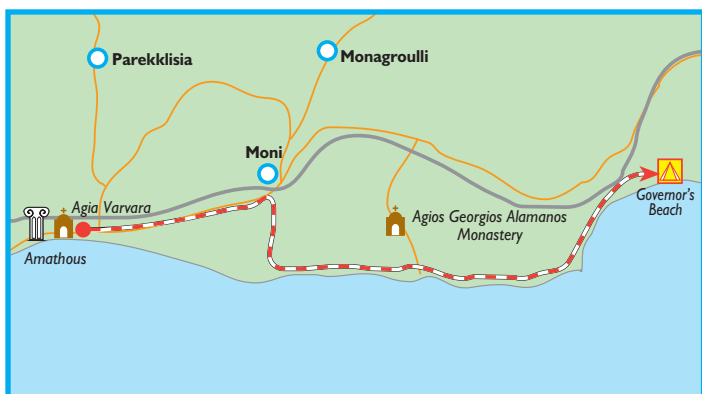 Parekklisia
Monagroulli
Moni
Agia Varvara
Amathous
Agios Georgios Alamanos
Monastery
Governor's
Beach